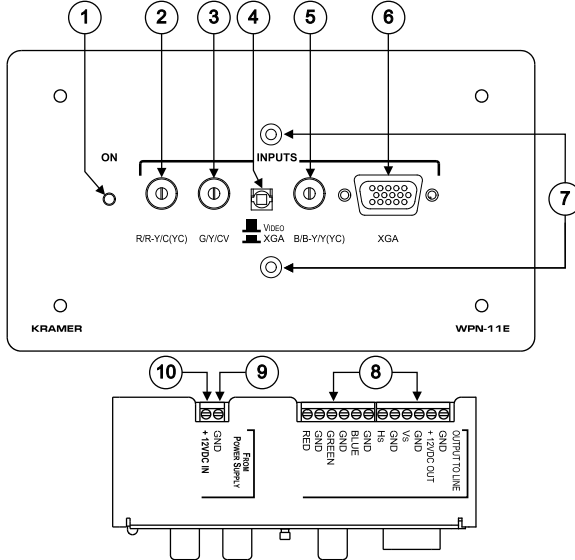 1 2 3 4 5 6
ON
INPUTS
7
VIDEO
R/R-Y/C(YC) G/Y/CV XGA B/B-Y/Y(YC) XGA
KRAMER WPN-11E
10 9 8
+ 12VDC IN
GND
FROM
POWER SUPPLY
RED
GND
GREEN
GND
BLUE
GND
Hs
GND
Vs
GND
+ 12VDC OUT
GND
OUTPUT TO LINE